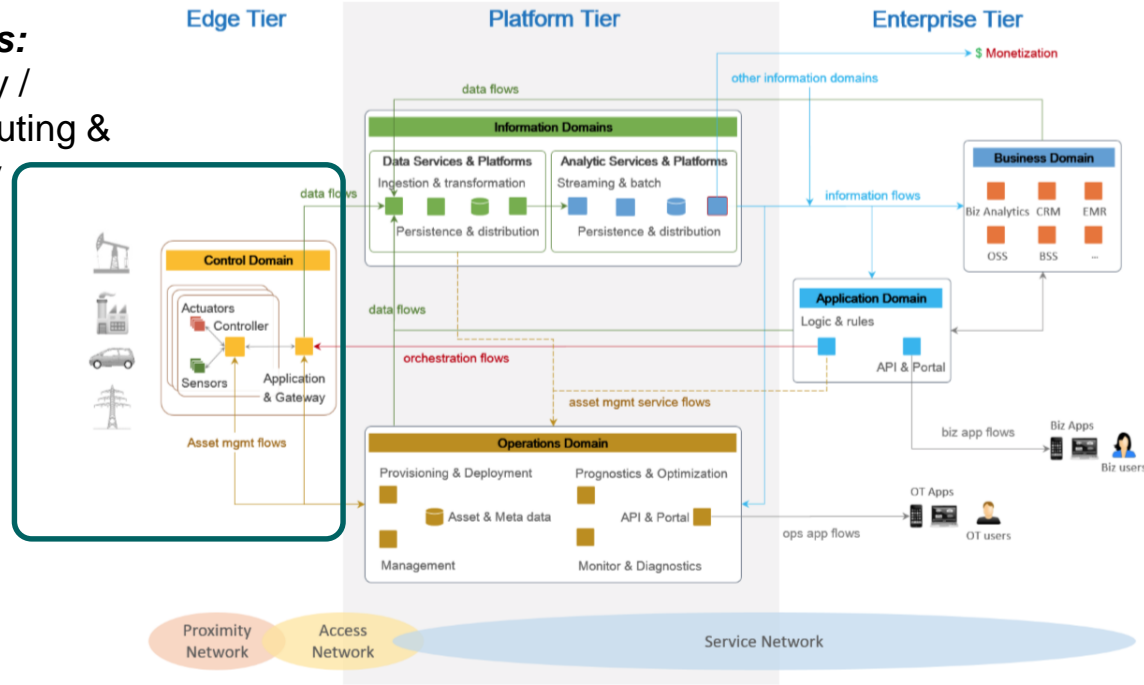 Edge Tier
Platform Tier
Enterprise Tier
s:
/
&
$ Monetization
other information domains
data flows
Information Domains
Data Services & Platforms
Analytic Services & Platforms
Ingestion & transformation
Streaming & batch
Persistence & distribution
Persistence & distribution
data flows
information flows
Business Domain
Biz Analytics
CRM
EMR
OSS
BSS
...
Control Domain
Actuators
Controller
Sensors
Application
& Gateway
data flows
Application Domain
Logic & rules
API & Portal
orchestration flows
asset mgmt service flows
Asset mgmt flows
Operations Domain
Provisioning & Deployment
Prognostics & Optimization
Asset & Meta data
API & Portal
Management
Monitor & Diagnostics
biz app flows
Biz Apps
Biz users
OT Apps
ops app flows
OT users
Proximity
Network
Access
Network
Service Network